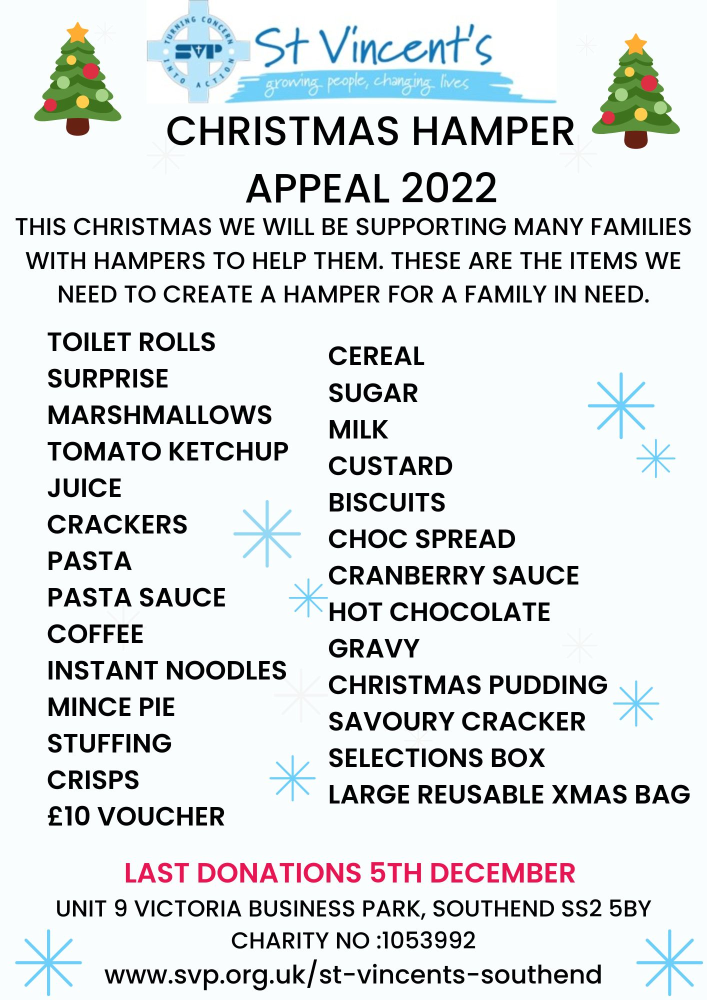 TURNING CONCERN
SVP
INTO ACTION
St Vincent's
growing people, changing lives
CHRISTMAS HAMPER
APPEAL 2022
THIS CHRISTMAS WE WILL BE SUPPORTING MANY FAMILIES
WITH HAMPERS TO HELP THEM. THESE ARE THE ITEMS WE
NEED TO CREATE A HAMPER FOR A FAMILY IN NEED.
TOILET ROLLS
SURPRISE
MARSHMALLOWS
TOMATO KETCHUP
JUICE
CRACKERS
PASTA
PASTA SAUCE
COFFEE
INSTANT NOODLES
MINCE PIE
STUFFING
CRISPS
£10 VOUCHER
CEREAL
SUGAR
MILK
CUSTARD
BISCUITS
CHOC SPREAD
CRANBERRY SAUCE
HOT CHOCOLATE
GRAVY
CHRISTMAS PUDDING
SAVOURY CRACKER
SELECTIONS BOX
LARGE REUSABLE XMAS BAG
LAST DONATIONS 5TH DECEMBER
UNIT 9 VICTORIA BUSINESS PARK, SOUTHEND SS2 5BY
CHARITY NO :1053992
www.svp.org.uk/st-vincents-southend